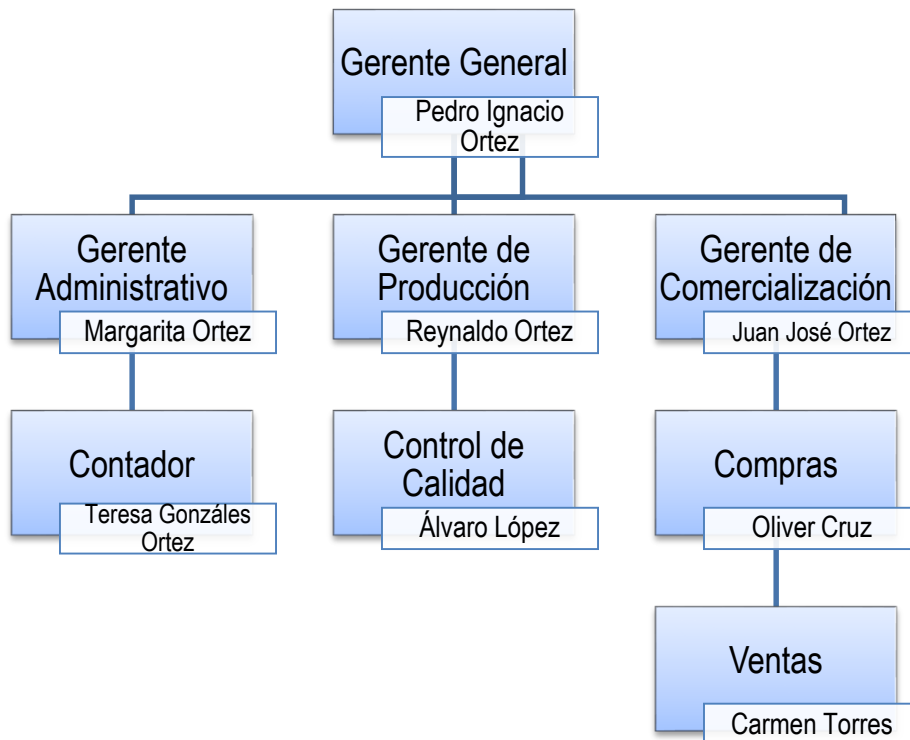 Gerente General
Pedro Ignacio
Ortez
Gerente
Administrativo
Margarita Ortez
Gerente de
Producción
Reynaldo Ortez
Gerente de
Comercialización
Juan José Ortez
Contador
Teresa Gonzáles
Ortez
Control de
Calidad
Álvaro López
Compras
Oliver Cruz
Ventas
Carmen Torres